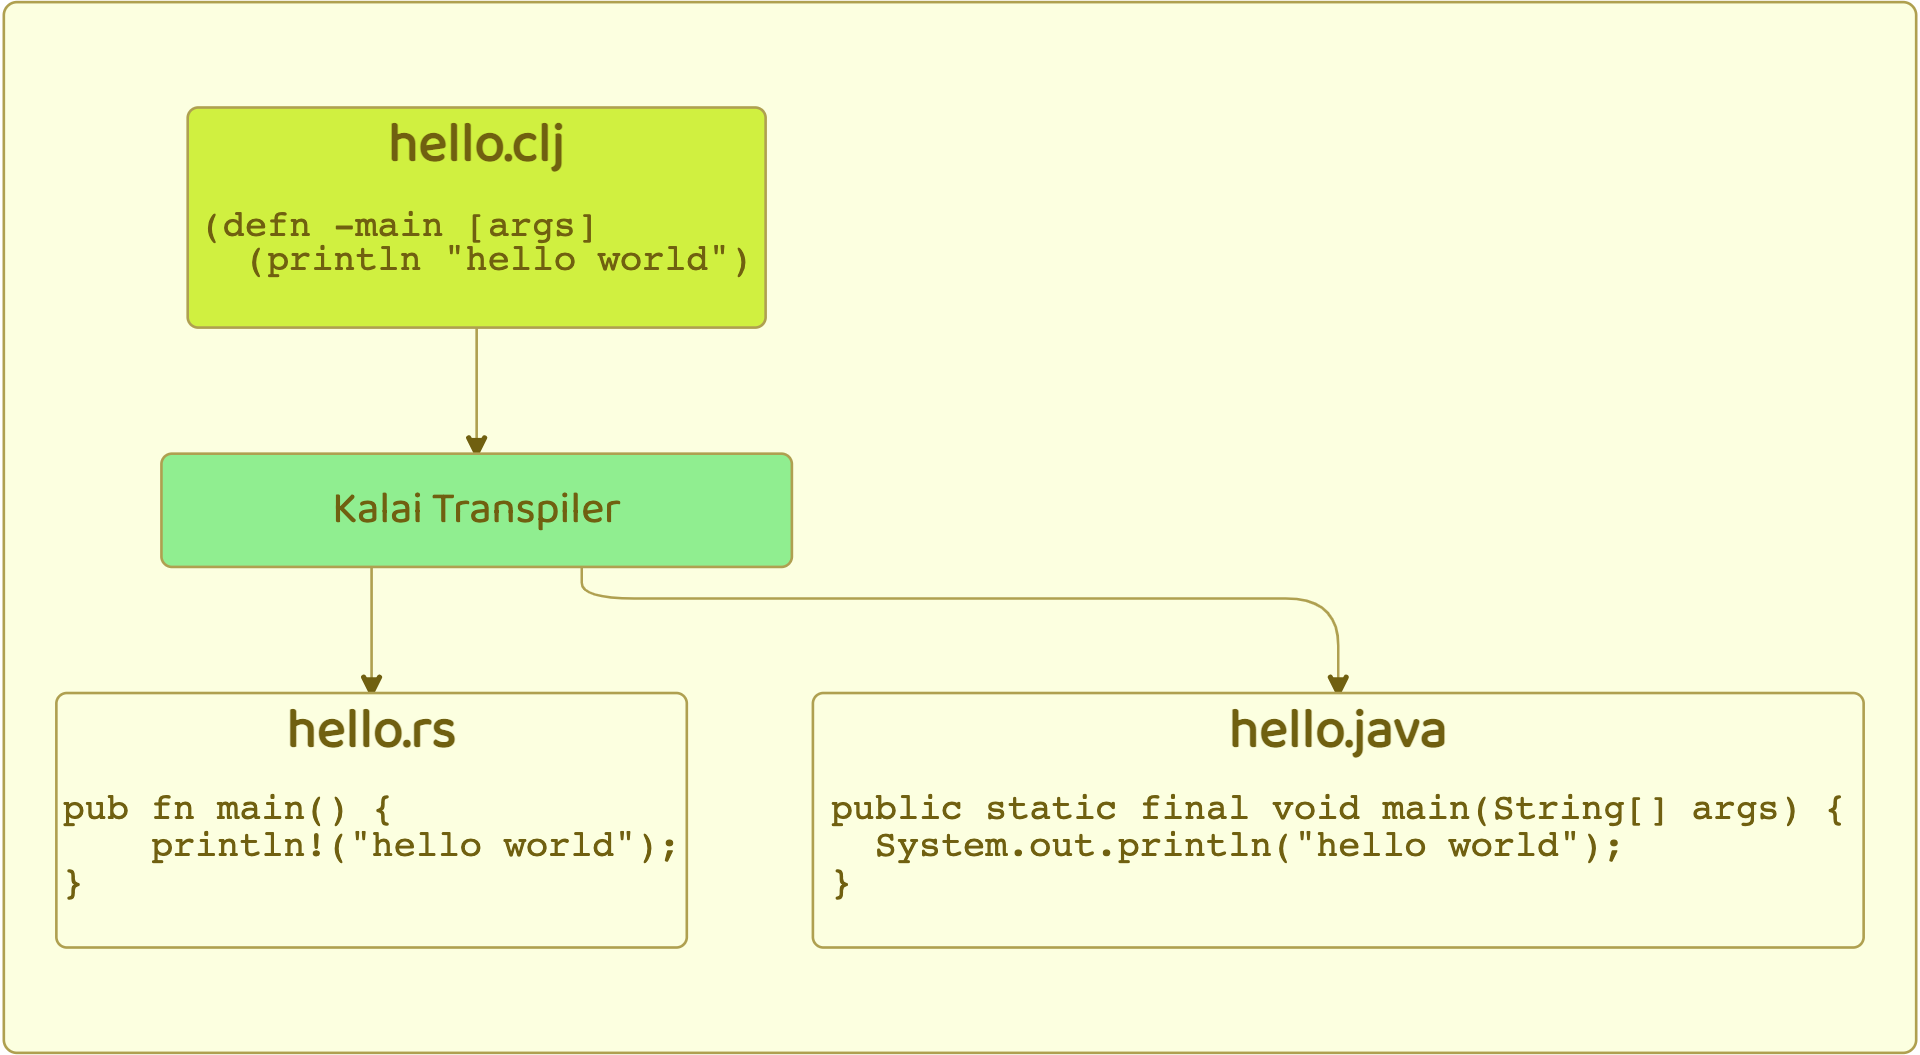 hello.clj
(defn -main [args]
  (println "hello world")
Kalai Transpiler
hello.rs
pub fn main() {
    println!("hello world");
}
hello.java
public static final void main(String[] args) {
  System.out.println("hello world");
}